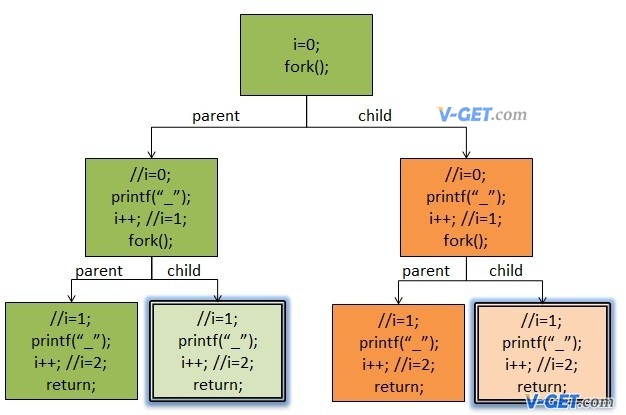 i=0;
fork();
parent
child
V-GET.com
//i=0;
printf(“_”);
i++; //i=1;
fork();
//i=0;
printf(“_”);
i++; //i=1;
fork();
parent
child
parent
child
//i=1;
printf(“_”);
i++; //i=2;
return;
//i=1;
printf(“_”);
i++; //i=2;
return;
//i=1;
printf(“_”);
i++; //i=2;
return;
//i=1;
printf(“_”);
i++; //i=2;
return;
V-GET.com